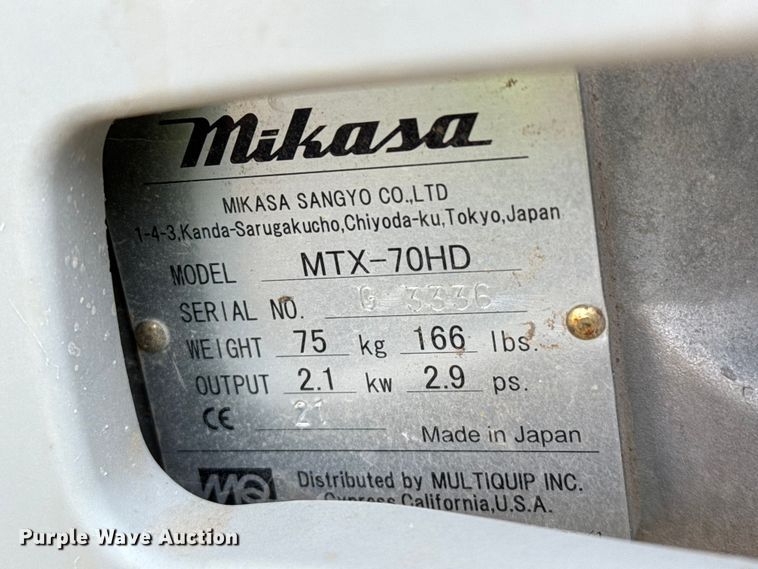 Mikasa
MIKASA SANGYO CO.,LTD
1-4-3,Kanda-Sarugakucho,Chiyoda-ku,Tokyo,Japan
MODEL MTX-70HD
SERIAL NO. G-3336
WEIGHT 75 kg 166 lbs.
OUTPUT 2.1 kw 2.9 ps.
CE 21
Made in Japan
MQ Distributed by MULTIQUIP INC.
Cypress California,U.S.A.
Purple Wave Auction